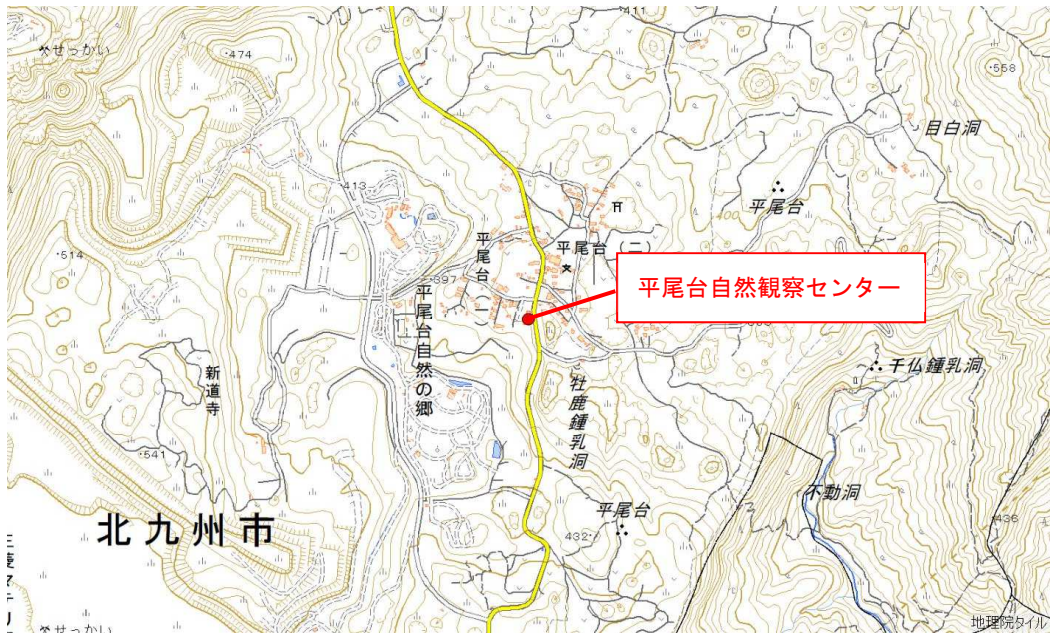 ・411
せっかい
・474
・558
目白洞
・413
平尾台
400
・514
平尾台(一)
平尾台(二)
397
平尾台自然観察センター
平尾台自然の郷
千仏鍾乳洞
新道寺
牡鹿鍾乳洞
・541
不動洞
平尾台
北九州市
432・
・436
せっかい
地理院タイル